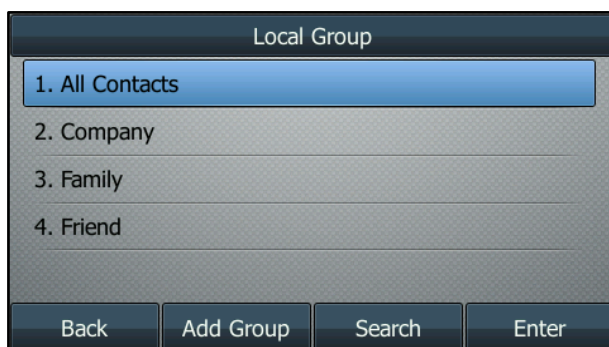 Local Group
1. All Contacts
2. Company
3. Family
4. Friend
Back Add Group Search Enter